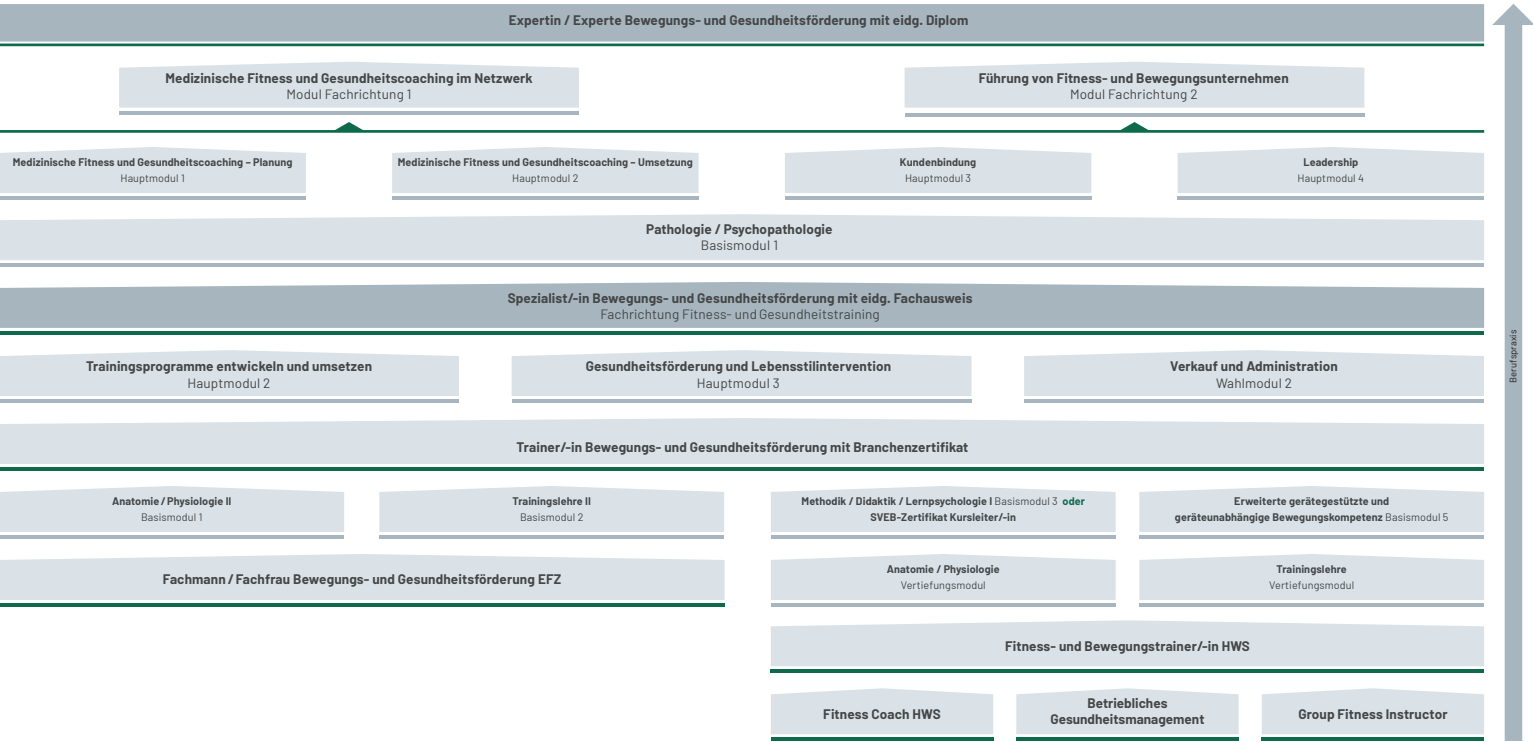 Expertin / Experte Bewegungs- und Gesundheitsförderung mit eidg. Diplom
Medizinische Fitness und Gesundheitscoaching im Netzwerk
Modul Fachrichtung 1
Führung von Fitness- und Bewegungsunternehmen
Modul Fachrichtung 2
Medizinische Fitness und Gesundheitscoaching – Planung
Hauptmodul 1
Medizinische Fitness und Gesundheitscoaching – Umsetzung
Hauptmodul 2
Kundenbindung
Hauptmodul 3
Leadership
Hauptmodul 4
Pathologie / Psychopathologie
Basismodul 1
Spezialist/-in Bewegungs- und Gesundheitsförderung mit eidg. Fachausweis
Fachrichtung Fitness- und Gesundheitstraining
Trainingsprogramme entwickeln und umsetzen
Hauptmodul 2
Gesundheitsförderung und Lebensstilintervention
Hauptmodul 3
Verkauf und Administration
Wahlmodul 2
Trainer/-in Bewegungs- und Gesundheitsförderung mit Branchenzertifikat
Anatomie / Physiologie II
Basismodul 1
Trainingslehre II
Basismodul 2
Methodik / Didaktik / Lernpsychologie I Basismodul 3 oder
SVEB-Zertifikat Kursleiter/-in
Erweiterte gerätegestützte und
geräteunabhängige Bewegungskompetenz Basismodul 5
Fachmann / Fachfrau Bewegungs- und Gesundheitsförderung EFZ
Anatomie / Physiologie
Vertiefungsmodul
Trainingslehre
Vertiefungsmodul
Fitness- und Bewegungstrainer/-in HWS
Fitness Coach HWS
Betriebliches
Gesundheitsmanagement
Group Fitness Instructor
Berufspraxis